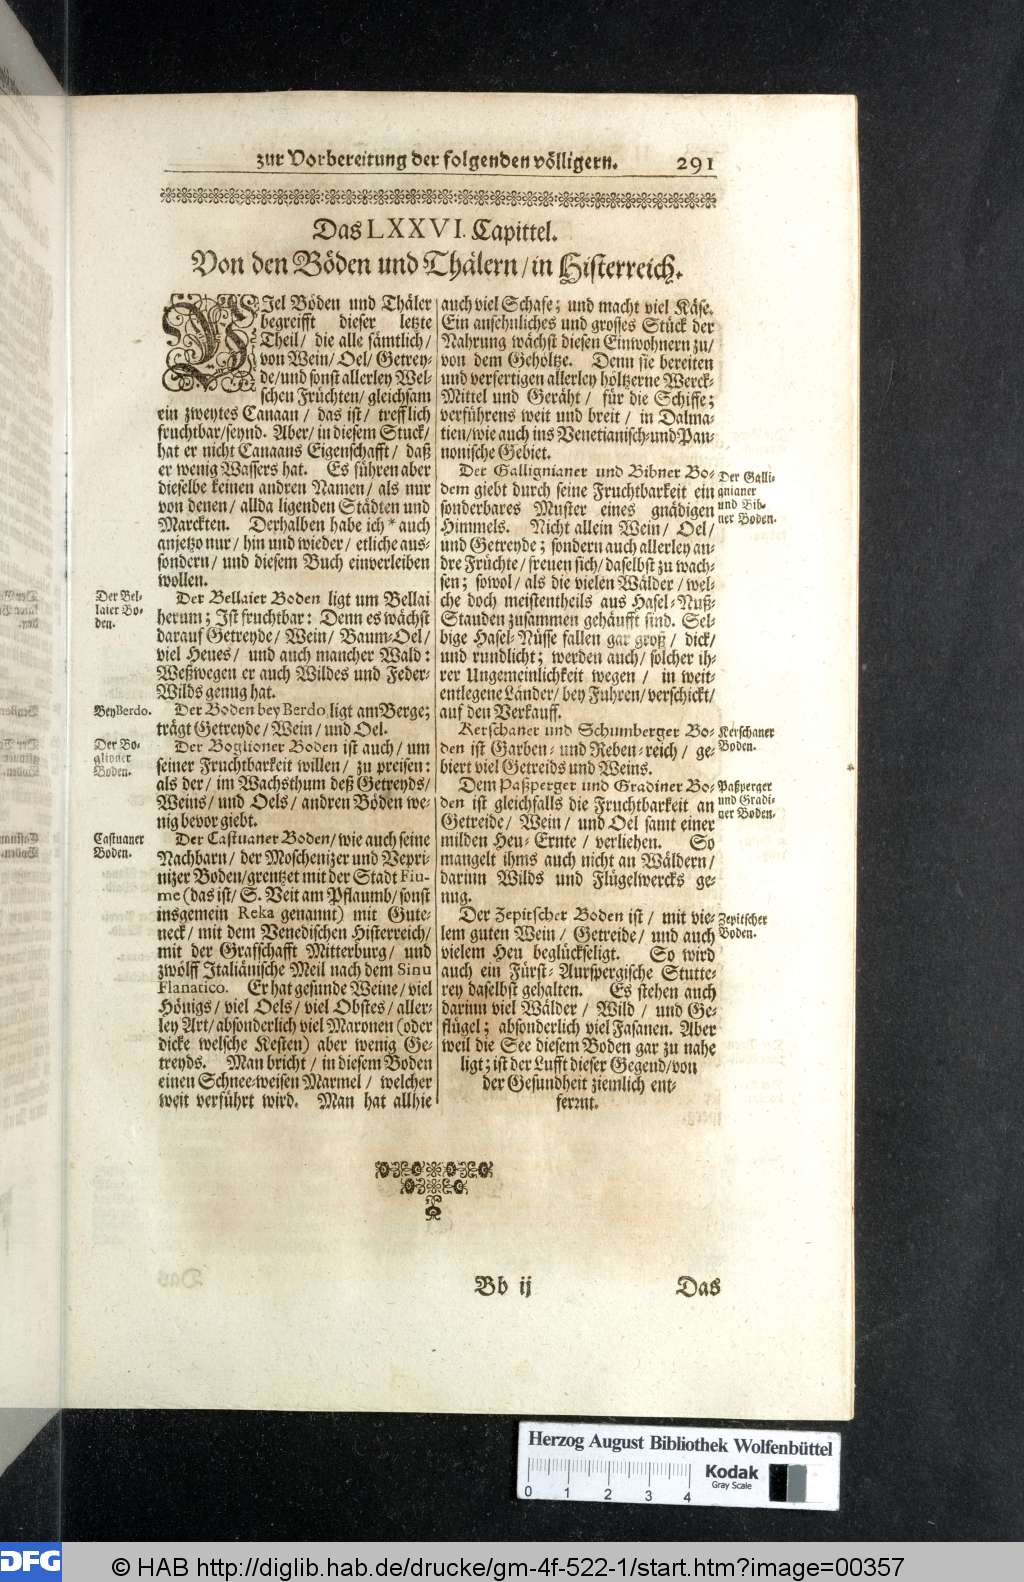 zur Vorbereitung der folgenden völligern. 291
Das LXXVI. Capittel.
Von den Böden und Thälern/in Histerreich.
VIel Böden und Thäler
begreifft dieser letzte
Theil/ die alle sämtlich/
von Wein/ Oel/ Getrey-
de/und sonst allerley Wel-
schen Früchten/gleichsam
ein zweytes Canaan/ das ist/ trefflich
fruchtbar/seynd. Aber/in diesem Stuck/
hat er nicht Canaans Eigenschafft/ daß
er wenig Wassers hat. Es führen aber
dieselbe keinen andren Namen/ als nur
von denen/ allda ligenden Städten und
Marckten. Derhalben habe ich * auch
anjetzo nur/ hin und wieder/ etliche aus-
sondern/ und diesem Buch einverleiben
wollen.
Der Bel-
laier Bo-
den.
Der Bellaier Boden ligt um Bellai
herum; Ist fruchtbar: Denn es wächst
darauf Getreyde/ Wein/ Baum-Oel/
viel Heues/ und auch mancher Wald:
Weßwegen er auch Wildes und Feder-
Wilds genug hat.
Bey Berdo.
Der Boden bey Berdo ligt am Berge;
trägt Getreyde/ Wein/ und Oel.
Der Bo-
glioner
Boden.
Der Boglioner Boden ist auch/ um
seiner Fruchtbarkeit willen/ zu preisen:
als der/ im Wachsthum deß Getreyds/
Weins/ und Oels/ andren Böden we-
nig bevor giebt.
Castuaner
Boden.
Der Castuaner Boden/ wie auch seine
Nachbarn/ der Moschenizer und Vepri-
nizer Boden/grentzet mit der Stadt Fiu-
me (das ist/ S. Veit am Pflaumb/ sonst
insgemein Reka genannt) mit Gute-
neck/ mit dem Venedischen Histerreich/
mit der Grafschafft Mitterburg/ und
zwölff Italiänische Meil nach dem Sinu
Flanatico. Er hat gesunde Weine/ viel
Hönigs/ viel Oels/ viel Obstes/ aller-
ley Art/ absonderlich viel Maronen (oder
dicke welsche Kesten) aber wenig Ge-
treyds. Man bricht/ in diesem Boden
einen Schnee-weisen Marmel/ welcher
weit verführt wird. Man hat allhie
auch viel Schafe; und macht viel Käse.
Ein ansehnliches und grosses Stück der
Nahrung wächst diesen Einwohnern zu/
von dem Gehöltze. Denn sie bereiten
und verfertigen allerley höltzerne Werck-
Mittel und Geräht/ für die Schiffe;
verführens weit und breit/ in Dalma-
tien/wie auch ins Venetianisch-und Pan-
nonische Gebiet.
Der Gallignianer und Bibner Bo-
dem giebt durch seine Fruchtbarkeit ein
sonderbares Muster eines gnädigen
Himmels. Nicht allein Wein/ Oel/
und Getreyde; sondern auch allerley an-
dre Früchte/ freuen sich/ daselbst zu wach-
sen; sowol/ als die vielen Wälder/ wel-
che doch meistentheils aus Hasel-Nuß-
Stauden zusammen gehäufft sind. Sel-
bige Hasel-Nüsse fallen gar groß/ dick/
und rundlicht; werden auch/ solcher ih-
rer Ungemeinlichkeit wegen/ in weit-
entlegene Länder/ bey Fuhren/ verschickt/
auf den Verkauff.
Der Galli-
gnianer
und Bib-
ner Boden.
Kerschaner und Schumberger Bo-
den ist Garben- und Reben-reich/ ge-
biert viel Getreids und Weins.
Kerschaner
Boden.
Dem Paßperger und Gradiner Bo-
den ist gleichfalls die Fruchtbarkeit an
Getreide/ Wein/ und Oel samt einer
milden Heu-Ernte/ verliehen. So
mangelt ihms auch nicht an Wäldern/
darinn Wilds und Flügelwercks ge-
nug.
Paßperger
und Gradi-
ner Boden.
Der Zepitscher Boden ist/ mit vie-
lem guten Wein/ Getreide/ und auch
vielem Heu beglückseligt. So wird
auch ein Fürst-Aurspergische Stutte-
rey daselbst gehalten. Es stehen auch
darinn viel Wälder/ Wild/ und Ge-
flügel; absonderlich viel Fasanen. Aber
weil die See diesem Boden gar zu nahe
ligt; ist der Lufft dieser Gegend/von
der Gesundheit ziemlich ent-
fernt.
Zepitscher
Boden.
Bb ij Das
Herzog August Bibliothek Wolfenbüttel
Kodak
Gray Scale
0 1 2 3 4
DFG
© HAB http://diglib.hab.de/drucke/gm-4f-522-1/start.htm?image=00357